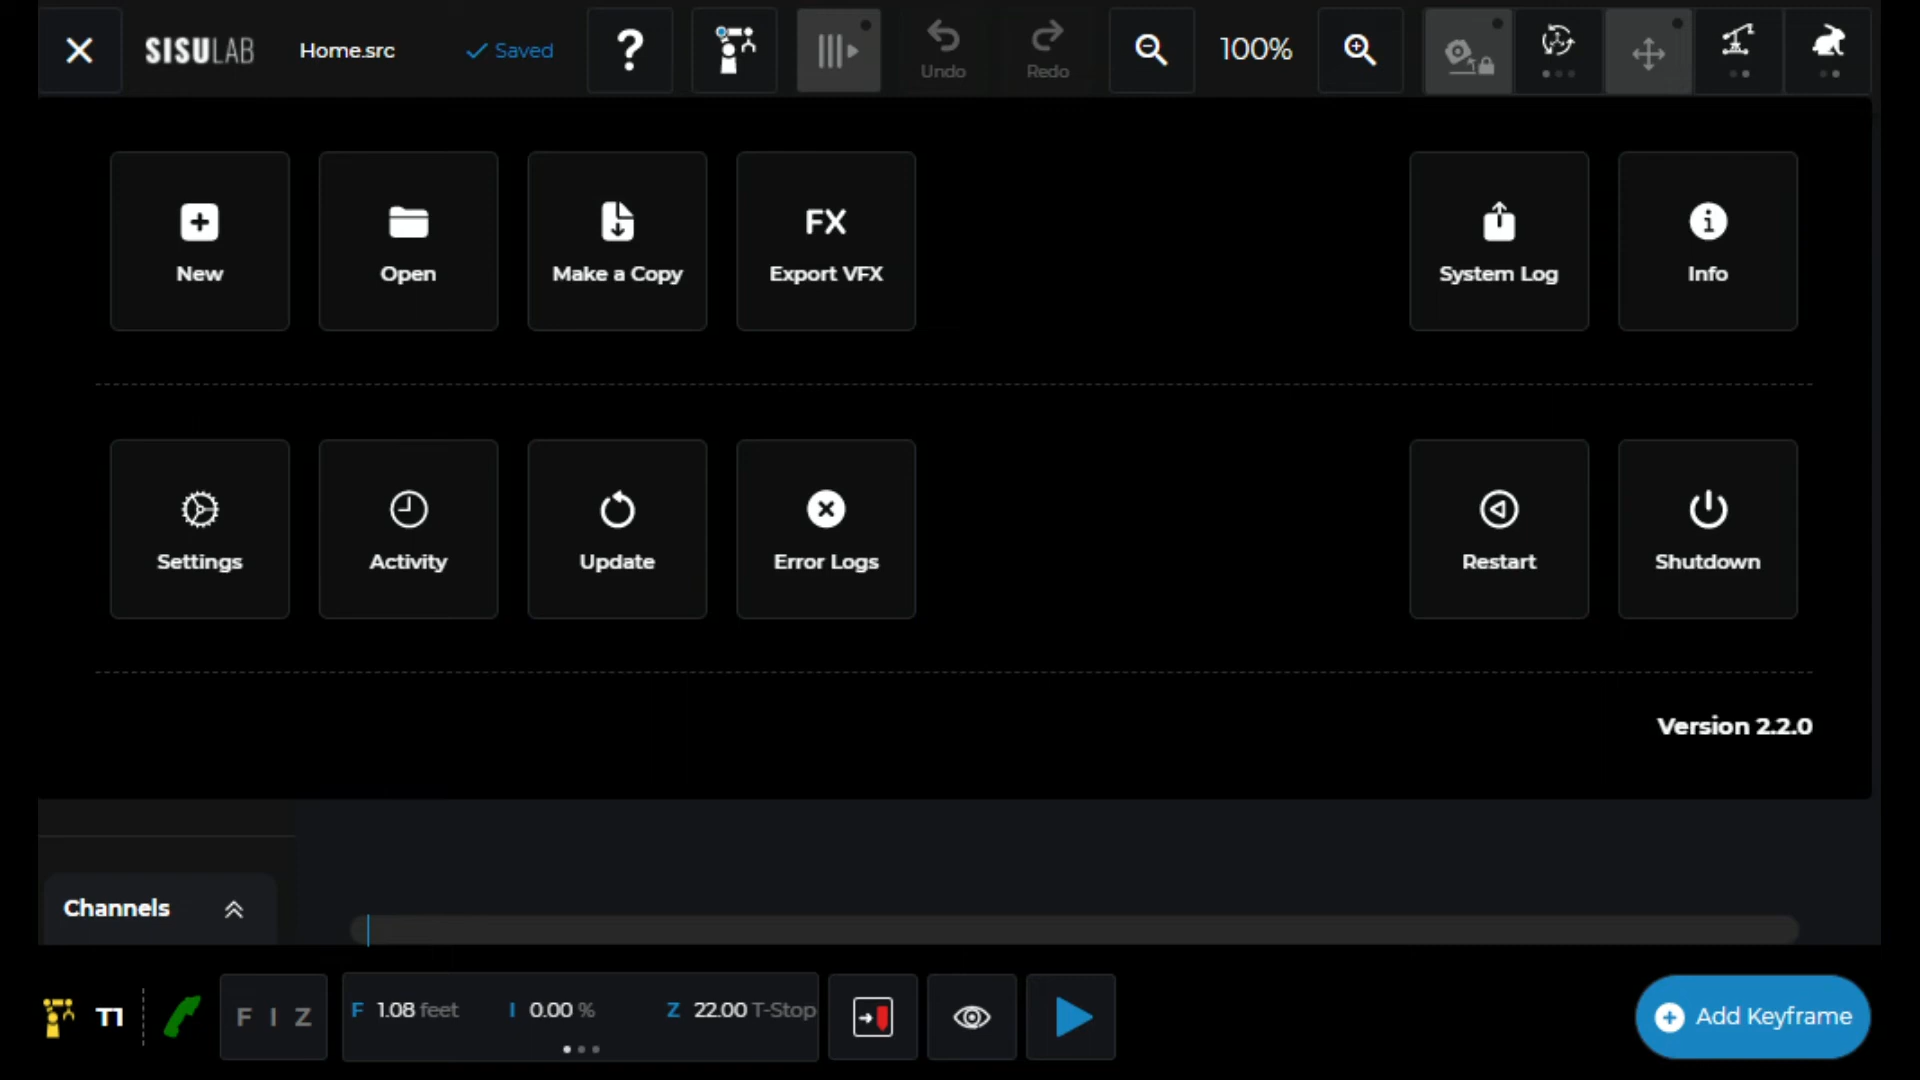 SISULAB Home.src Saved ? Undo 100% Redo
New Open Make a Copy FX Export VFX System Log Info
Settings Activity Update Error Logs Restart Shutdown
Version 2.2.0
Channels
T1 F I Z F 1.08 feet I 0.00 % Z 22.00 T-Stop Add Keyframe